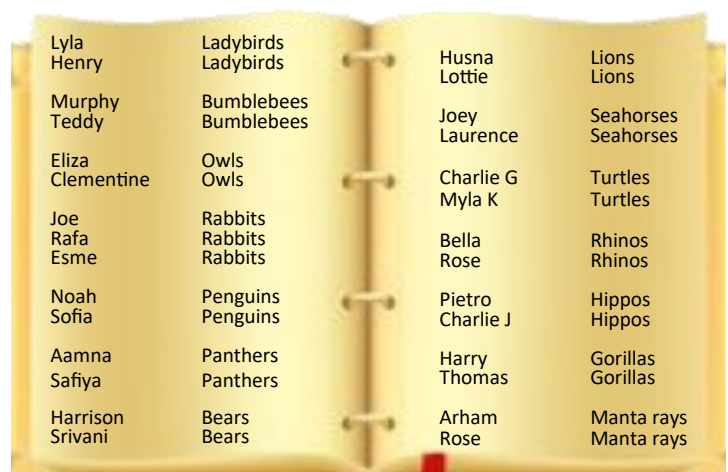 Lyla Ladybirds
Henry Ladybirds
Murphy Bumblebees
Teddy Bumblebees
Eliza Owls
Clementine Owls
Joe Rabbits
Rafa Rabbits
Esme Rabbits
Noah Penguins
Sofia Penguins
Aamna Panthers
Safiya Panthers
Harrison Bears
Srivani Bears
Husna Lions
Lottie Lions
Joey Seahorses
Laurence Seahorses
Charlie G Turtles
Myla K Turtles
Bella Rhinos
Rose Rhinos
Pietro Hippos
Charlie J Hippos
Harry Gorillas
Thomas Gorillas
Arham Manta rays
Rose Manta rays